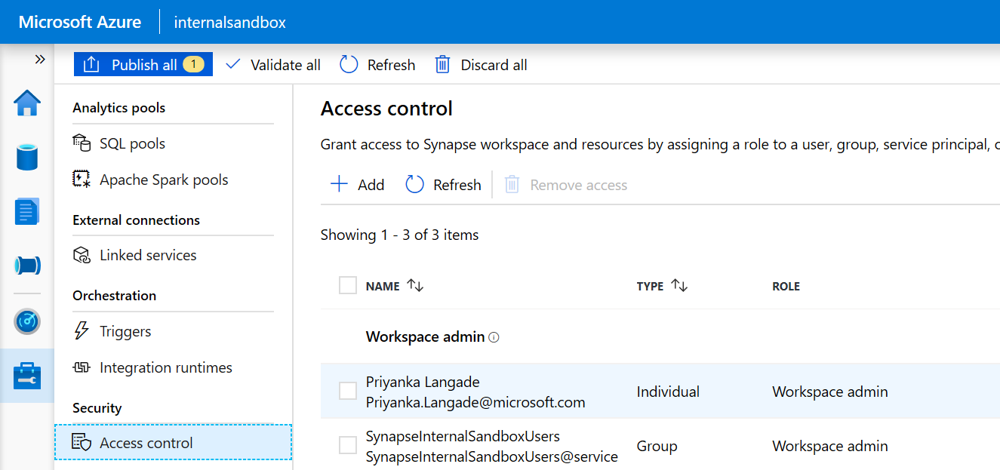 Microsoft Azure internalsandbox
Publish all 1 Validate all Refresh Discard all
Analytics pools
SQL pools
Apache Spark pools
External connections
Linked services
Orchestration
Triggers
Integration runtimes
Security
Access control
Access control
Grant access to Synapse workspace and resources by assigning a role to a user, group, service principal,
Add Refresh Remove access
Showing 1 - 3 of 3 items
NAME TYPE ROLE
Workspace admin
Priyanka Langade
Priyanka.Langade@microsoft.com
Individual Workspace admin
SynapseInternalSandboxUsers
SynapseInternalSandboxUsers@service
Group Workspace admin